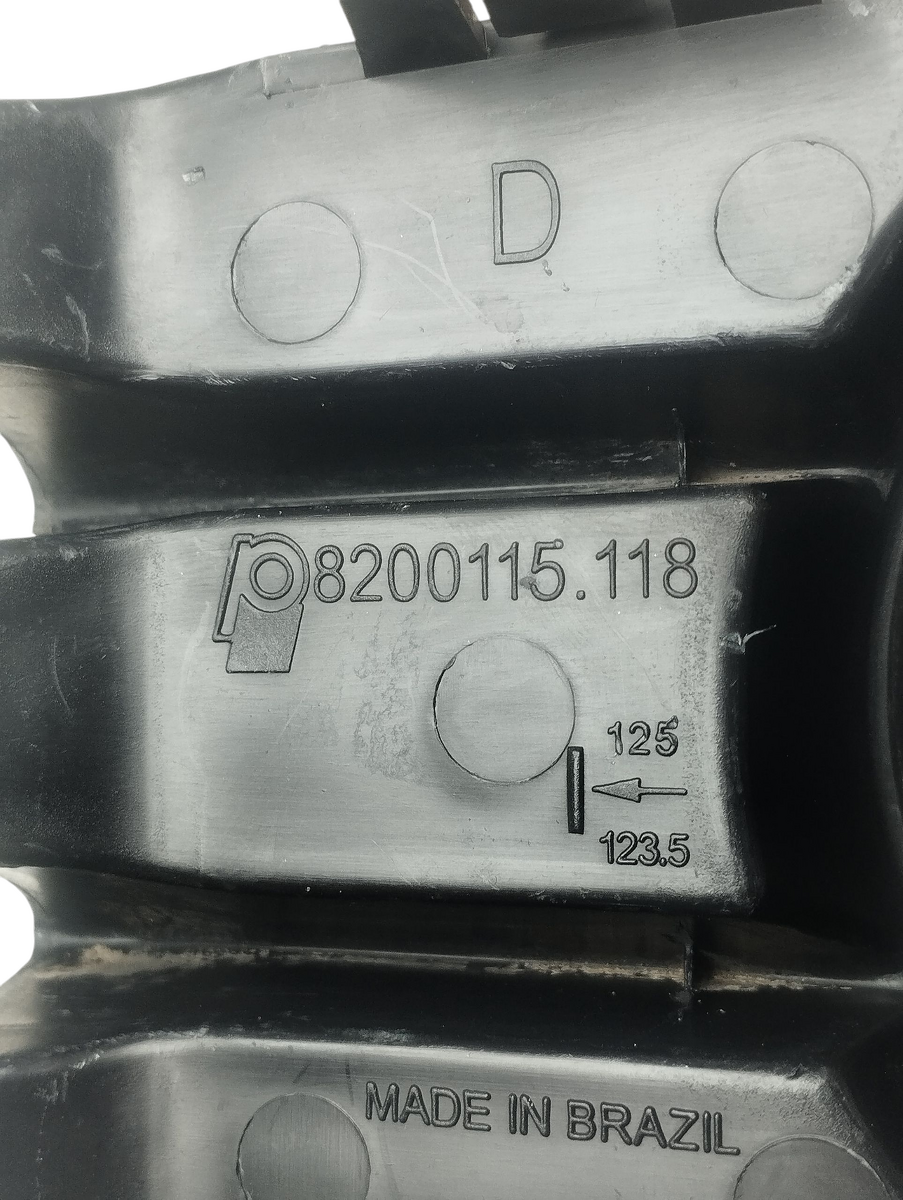 D
p 8200115.118
125
123.5
MADE IN BRAZIL